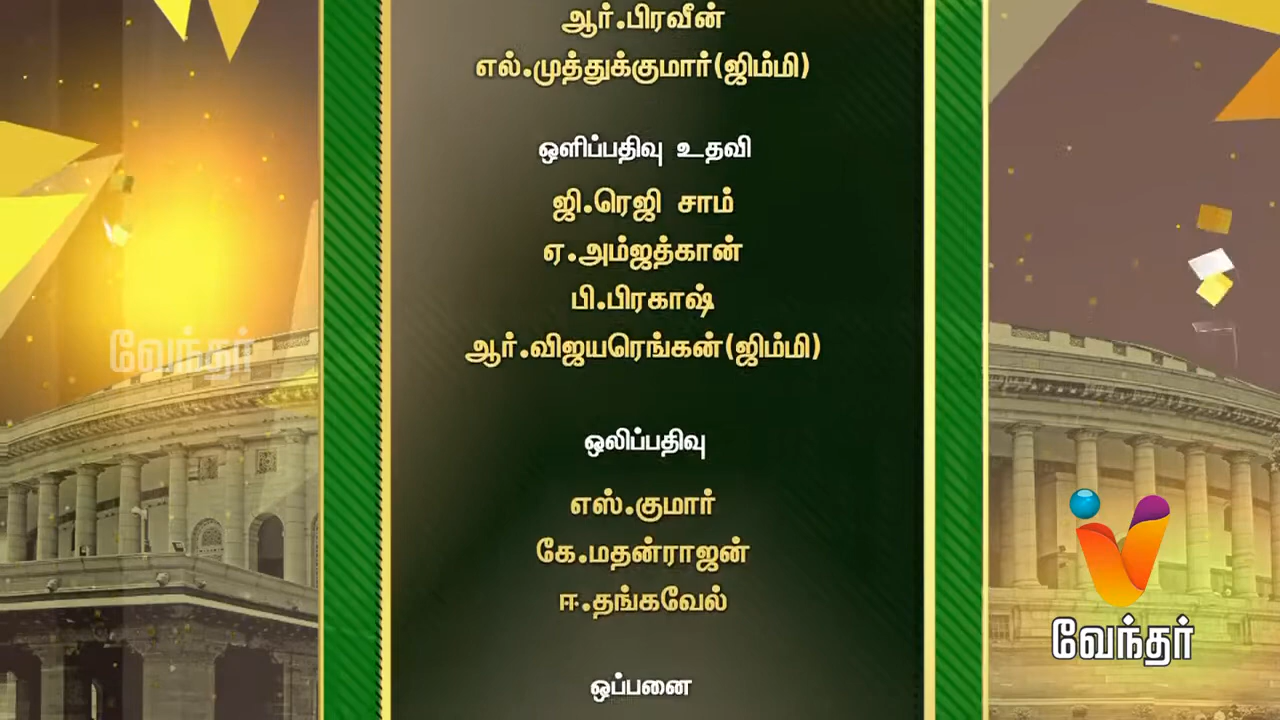 ஆர்.பிரவீன்
எல்.முத்துக்குமார்(ஜிம்மி)
ஒளிப்பதிவு உதவி
ஜி.ரெஜி சாம்
ஏ.அம்ஜத்கான்
பி.பிரகாஷ்
ஆர்.விஜயரெங்கன்(ஜிம்மி)
வேந்தர்
ஒலிப்பதிவு
எஸ்.குமார்
கே.மதன்ராஜன்
ஈ.தங்கவேல்
வேந்தர்
ஒப்பனை